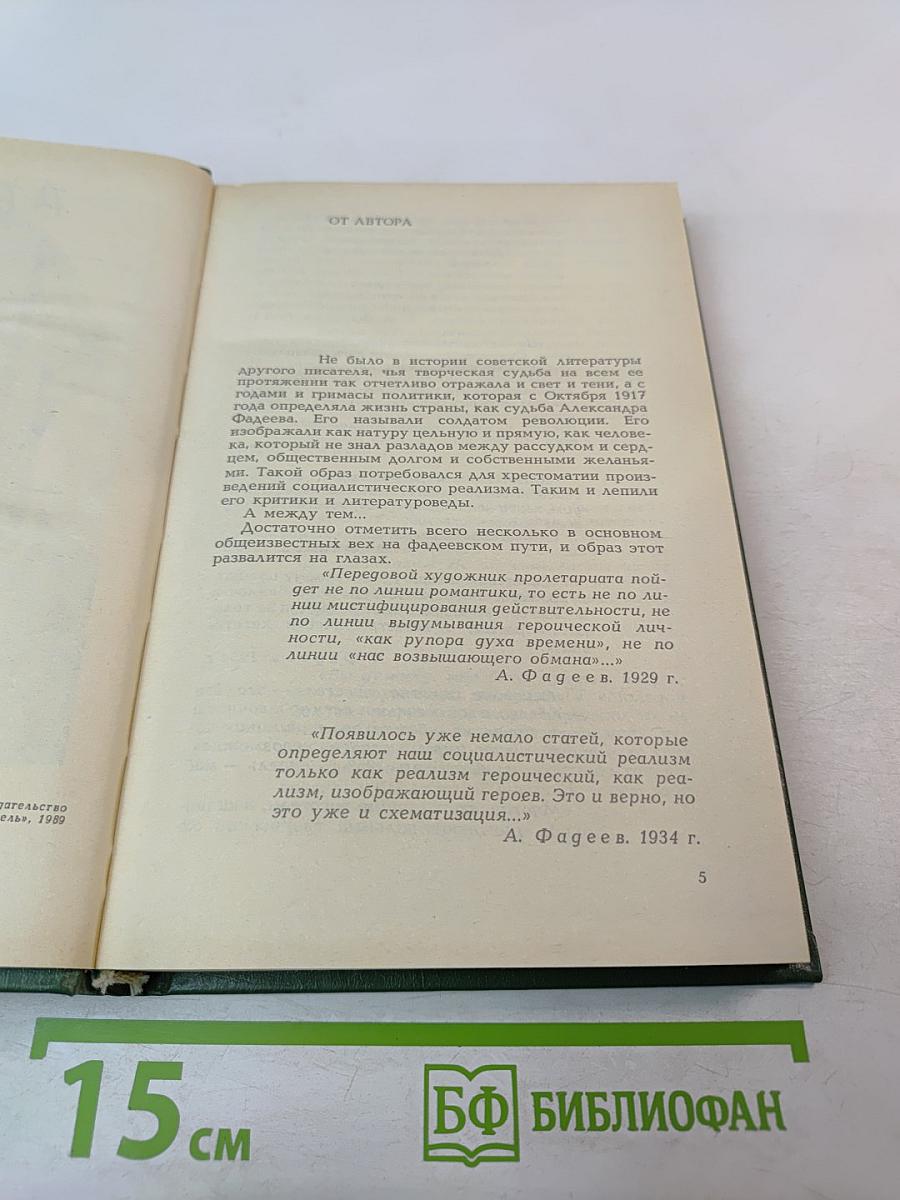 ОТ АВТОРА
Не было в истории советской литературы
другого писателя, чья творческая судьба на всем ее
протяжении так отчетливо отражала и свет и тени, а с
годами и гримасы политики, которая с Октября 1917
года определяла жизнь страны, как судьба Александра
Фадеева. Его называли солдатом революции. Его
изображали как натуру цельную и прямую, как челове-
ка, который не знал разладов между рассудком и серд-
цем, общественным долгом и собственными желанья-
ми. Такой образ потребовался для хрестоматии произ-
ведений социалистического реализма. Таким и лепили
его критики и литературоведы.
А между тем...
Достаточно отметить всего несколько в основном
общеизвестных вех на фадеевском пути, и образ этот
развалится на глазах.
«Передовой художник пролетариата пой-
дет не по линии романтики, то есть не по ли-
нии мистифицирования действительности, не
по линии выдумывания героической лич-
ности, «как рупора духа времени», не по
линии «нас возвышающего обмана»...»
А. Фадеев. 1929 г.
«Появилось уже немало статей, которые
определяют наш социалистический реализм
только как реализм героический, как реа-
лизм, изображающий героев. Это и верно, но
это уже и схематизация...»
А. Фадеев. 1934 г.
5
дательство
ель», 1989
15 см
БФ БИБЛИОФАН